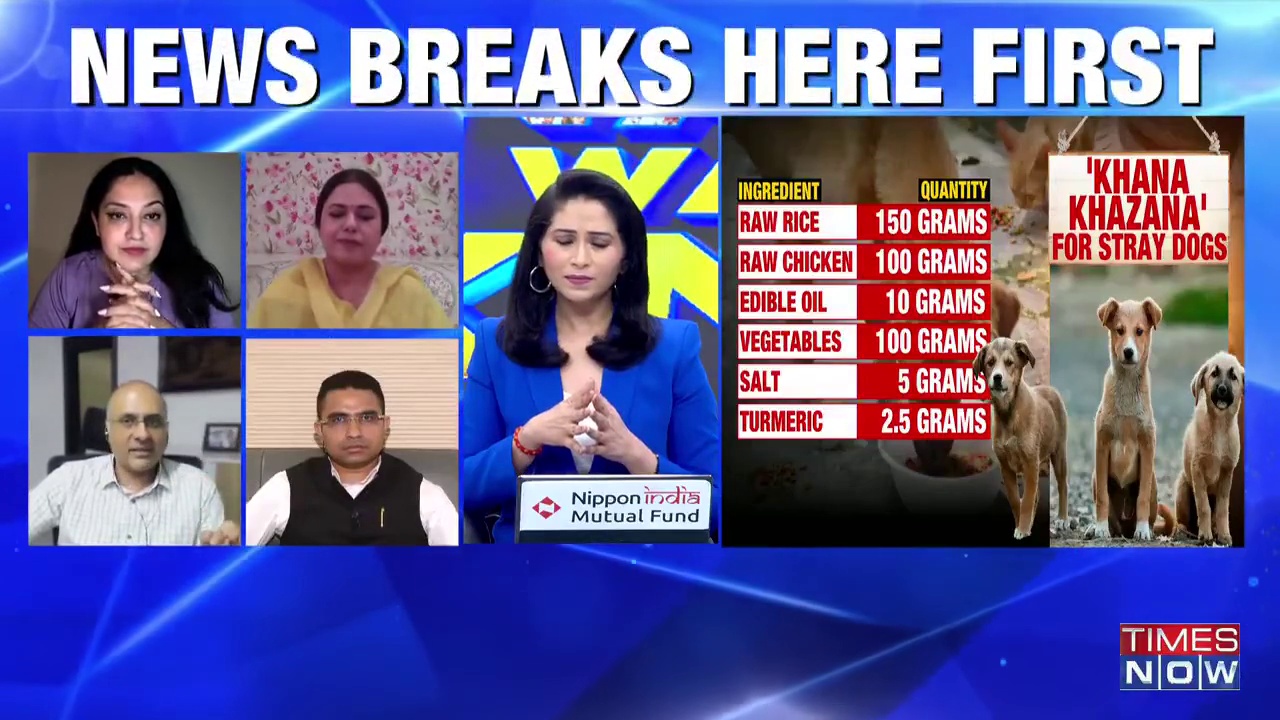 NEWS BREAKS HERE FIRST
INGREDIENT QUANTITY
RAW RICE 150 GRAMS
RAW CHICKEN 100 GRAMS
EDIBLE OIL 10 GRAMS
VEGETABLES 100 GRAMS
SALT 5 GRAMS
TURMERIC 2.5 GRAMS
'KHANA
KHAZANA'
FOR STRAY DOGS
Nippon india
Mutual Fund
TIMES
NOW